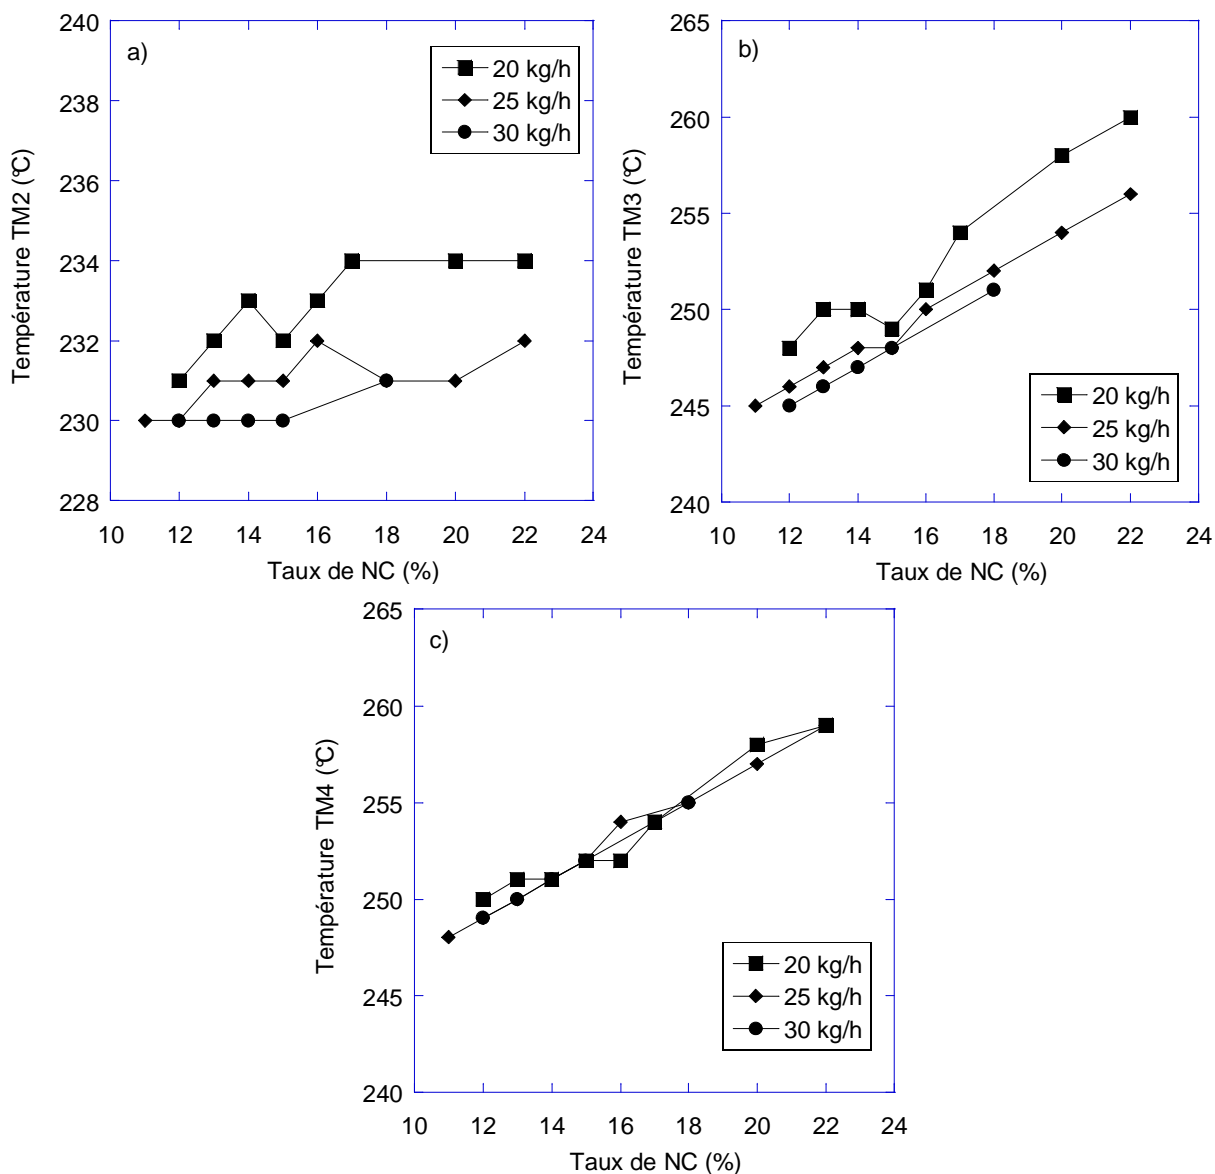 a)
240
238
236
234
232
230
228
Température TM2 (°C)
20 kg/h
25 kg/h
30 kg/h
10 12 14 16 18 20 22 24
Taux de NC (%)
b)
265
260
255
250
245
240
Température TM3 (°C)
20 kg/h
25 kg/h
30 kg/h
10 12 14 16 18 20 22 24
Taux de NC (%)
c)
265
260
255
250
245
240
Température TM4 (°C)
20 kg/h
25 kg/h
30 kg/h
10 12 14 16 18 20 22 24
Taux de NC (%)